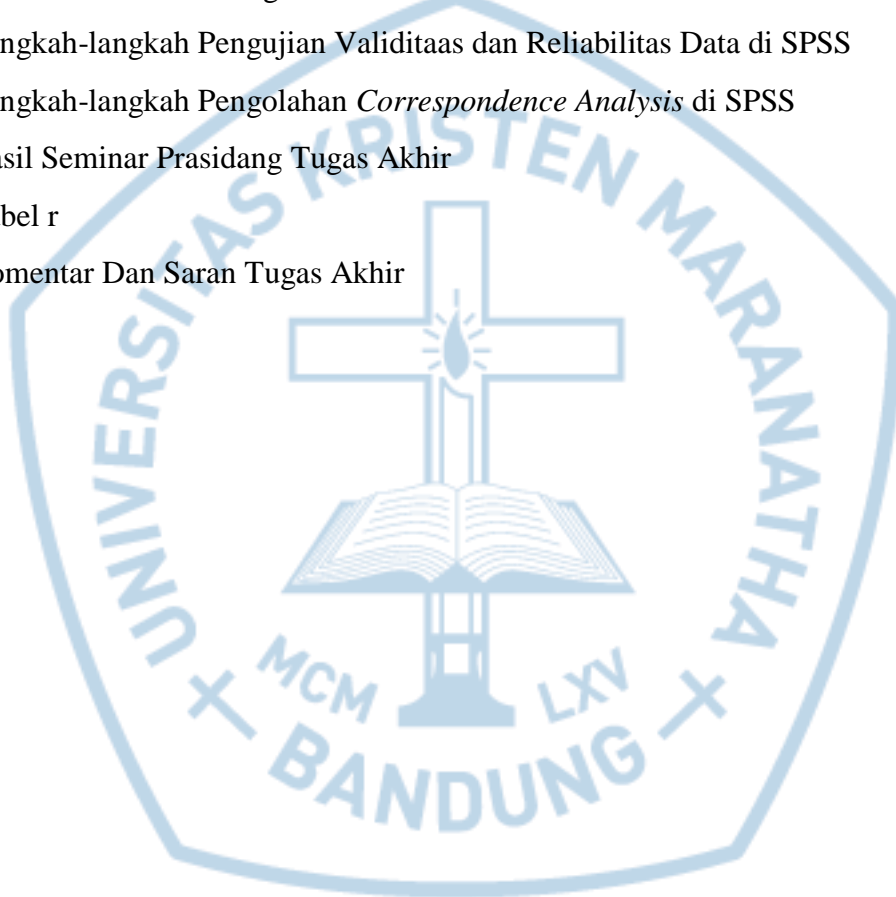 ngkah-langkah Pengujian Validitaas dan Reliabilitas Data di SPSS
ngkah-langkah Pengolahan Correspondence Analysis di SPSS
asil Seminar Prasidang Tugas Akhir
bel r
omentar Dan Saran Tugas Akhir
UNIVERSITAS KRISTEN MARANATHA
MCM LXV
BANDUNG